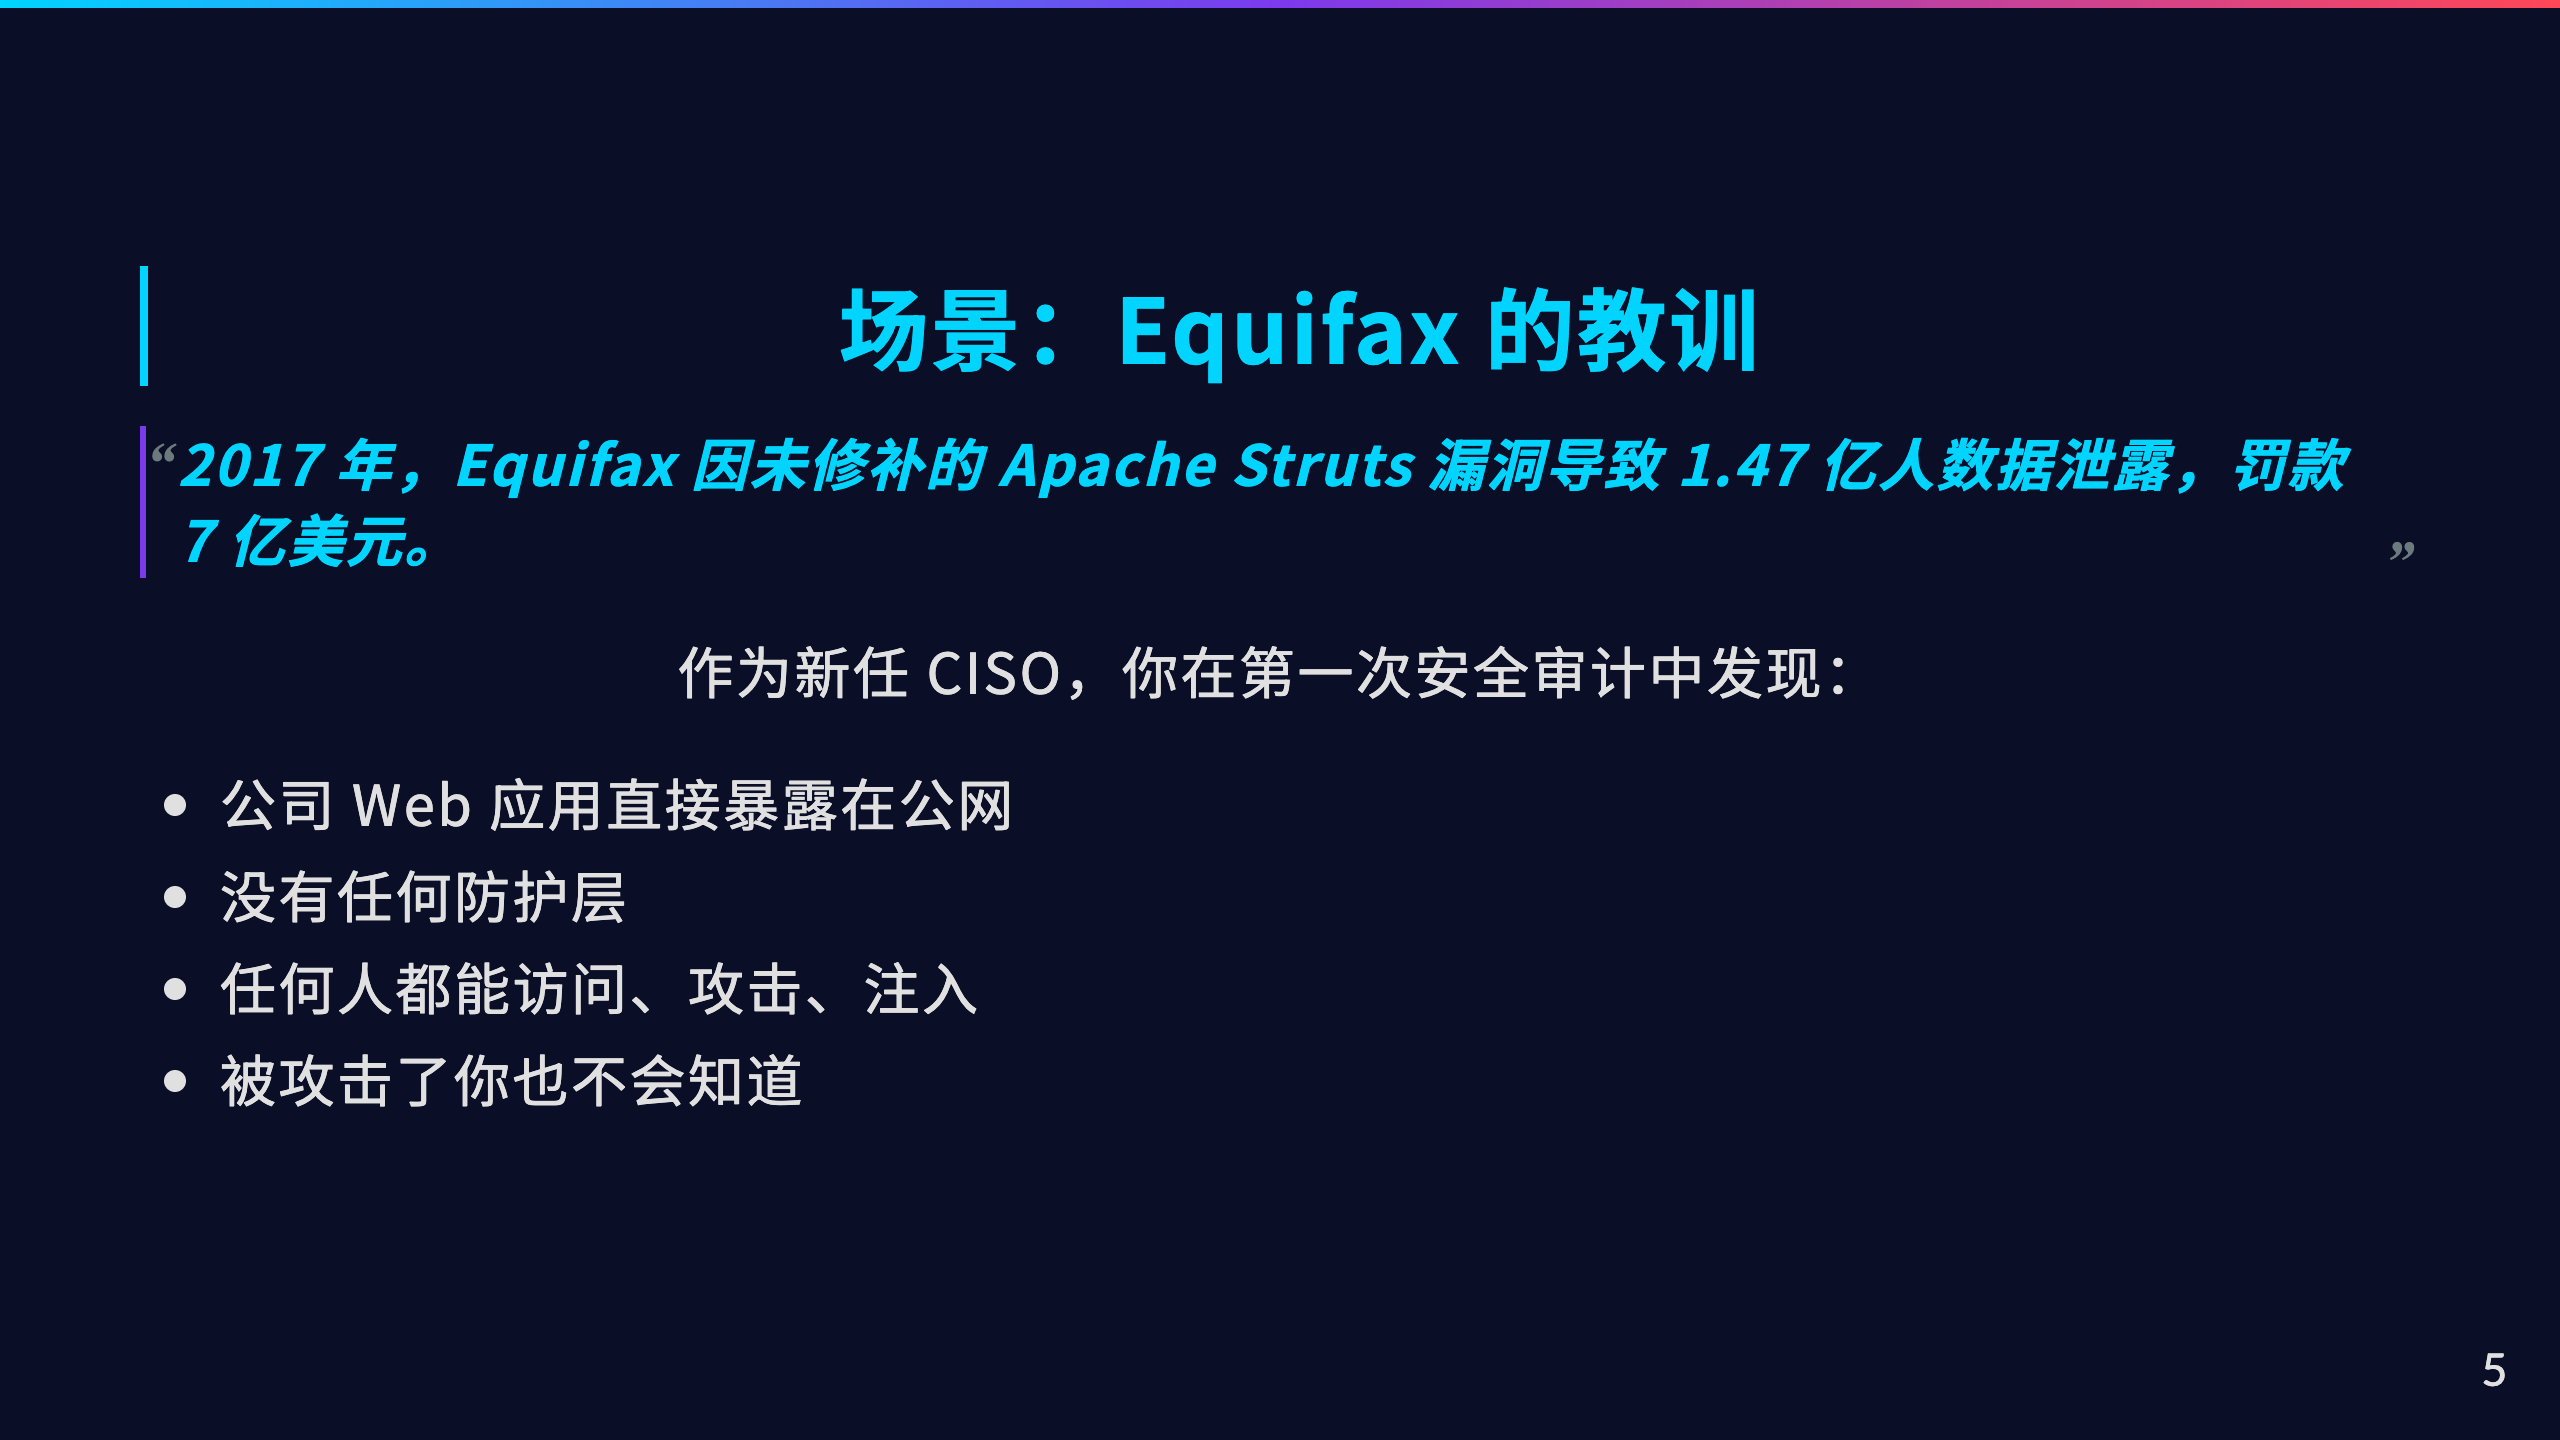 场景：Equifax 的教训
“2017 年，Equifax 因未修补的 Apache Struts 漏洞导致 1.47 亿人数据泄露，罚款
7 亿美元。”
作为新任 CISO，你在第一次安全审计中发现：
• 公司 Web 应用直接暴露在公网
• 没有任何防护层
• 任何人都能访问、攻击、注入
• 被攻击了你也不会知道
5